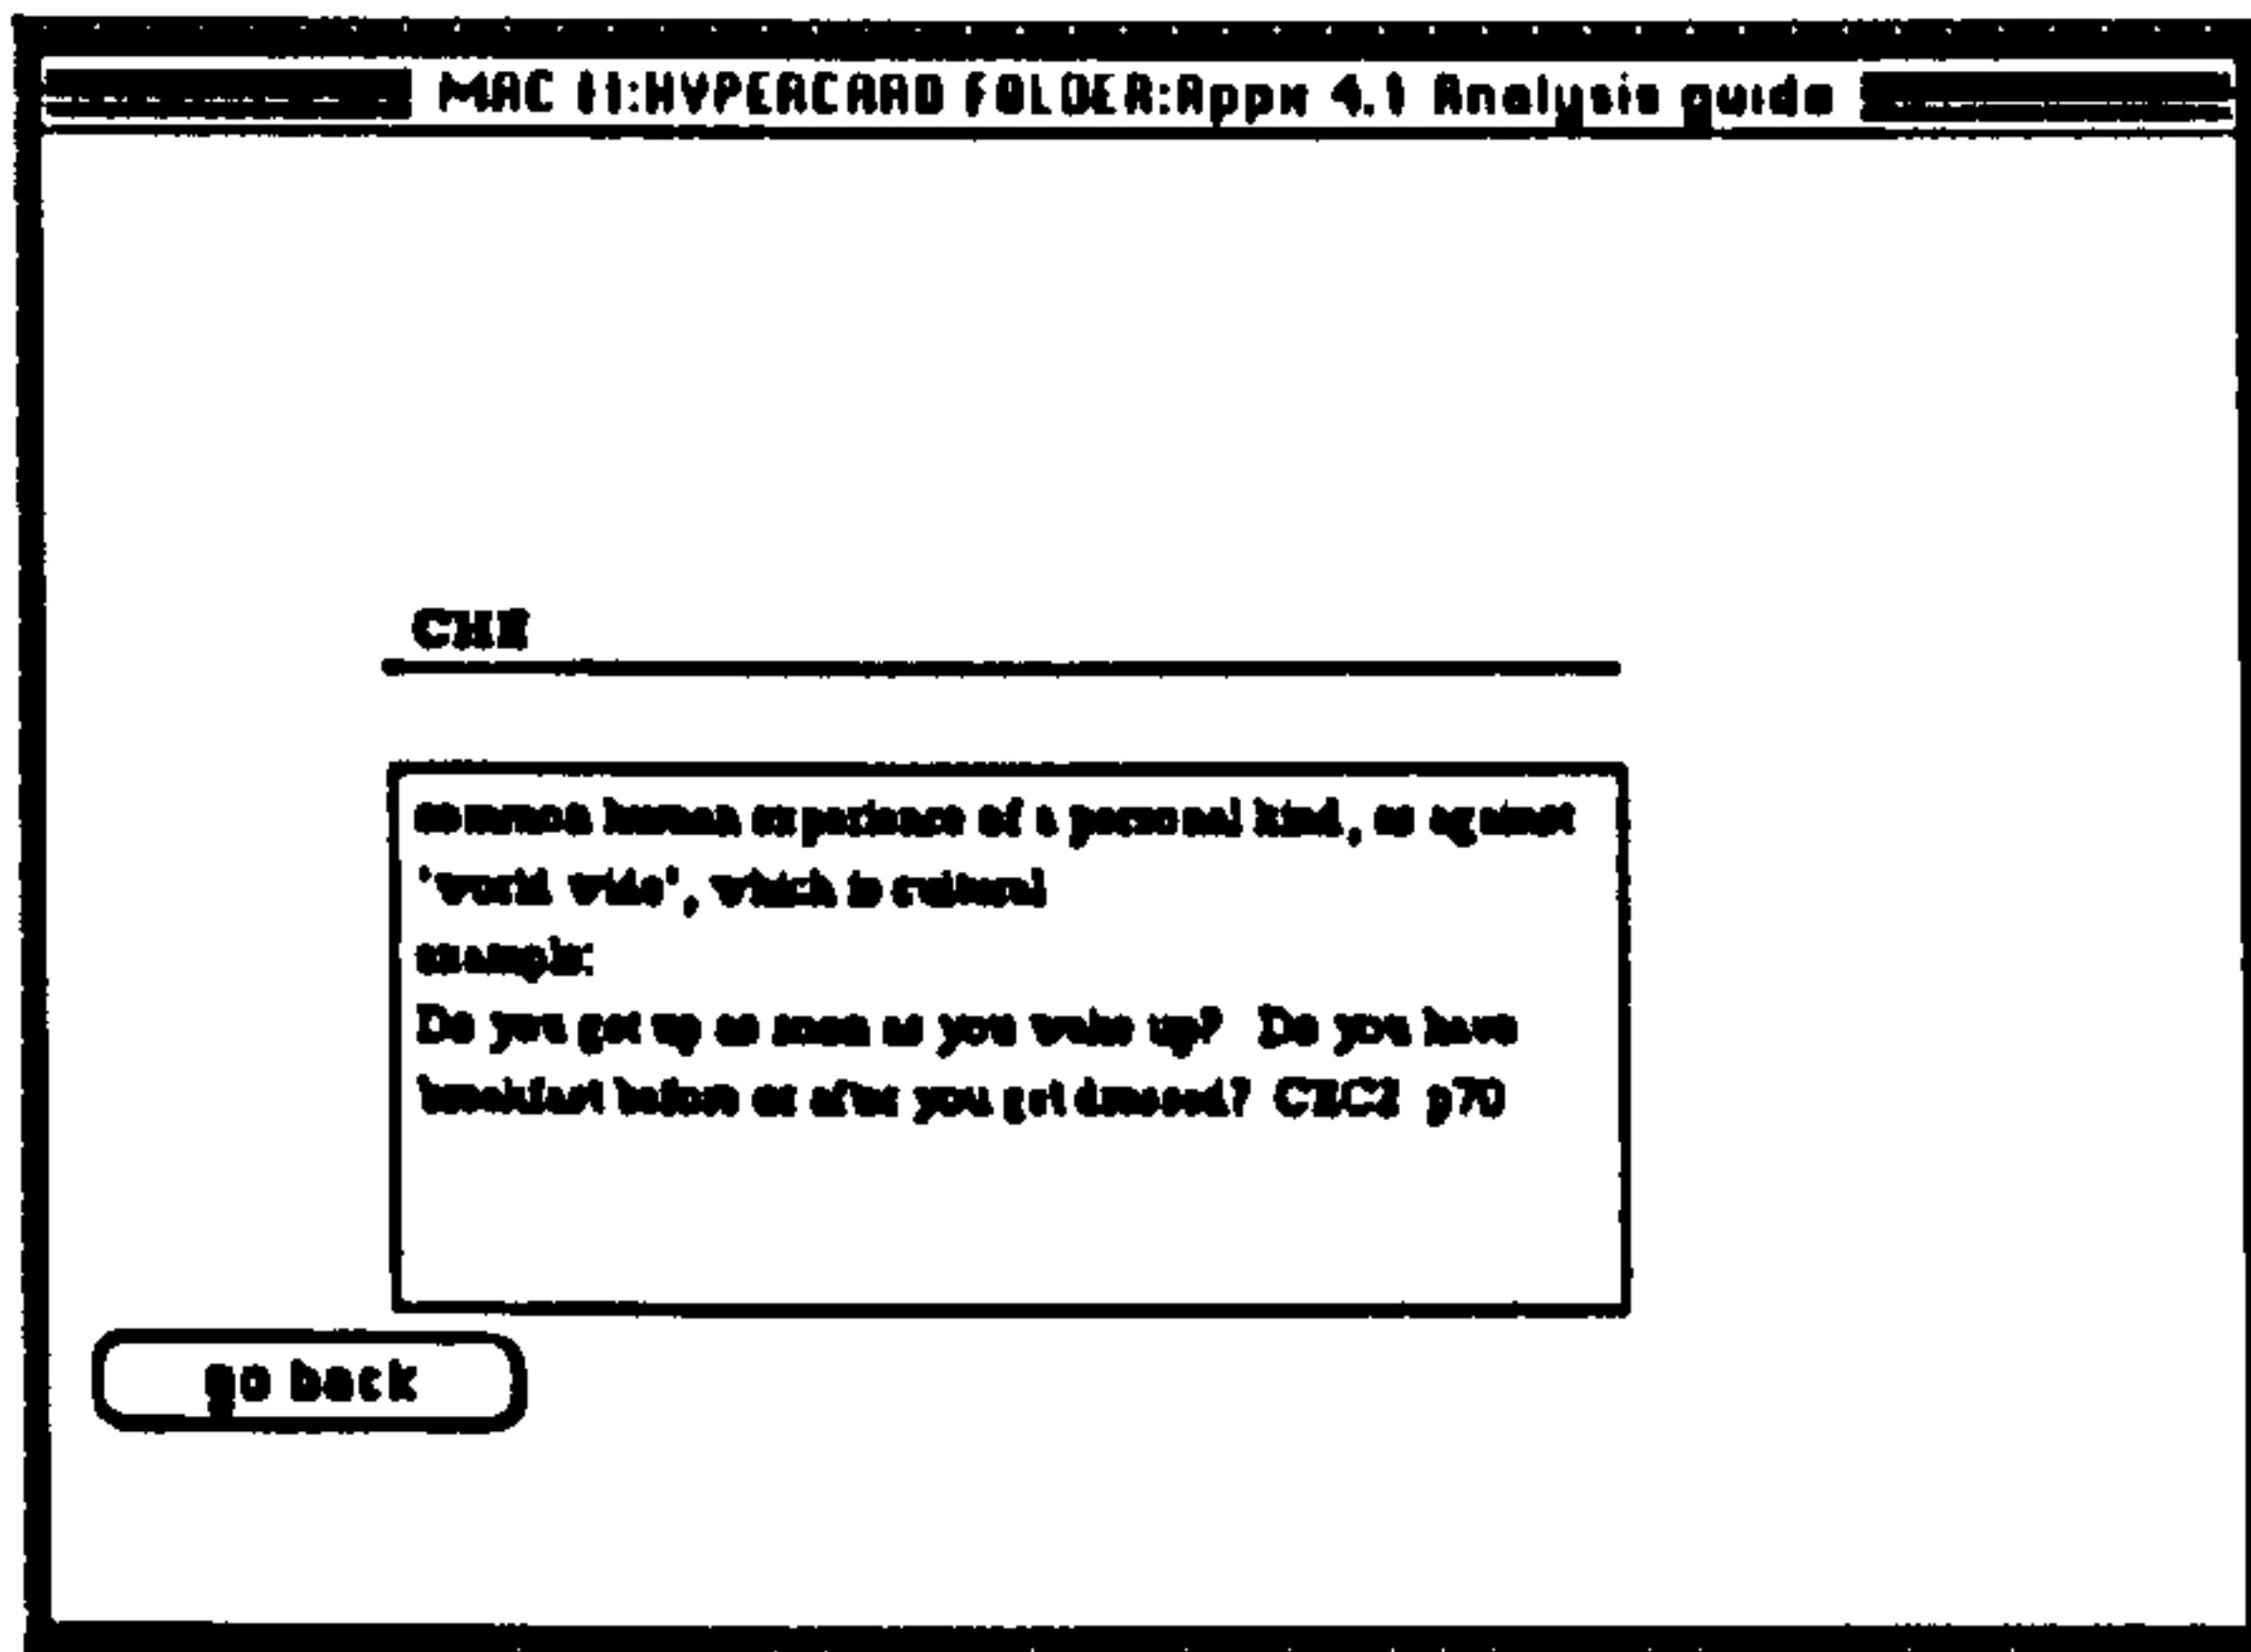 MAC II:HYPERCARD FOLDER:Appx 4.1 Analysis guide
CHE
common human experience of a personal kind, as against
'world wide', which is cultural
example:
Do you get up as soon as you wake up? Do you have
breakfast before or after you get dressed? CIC2 p70
go back